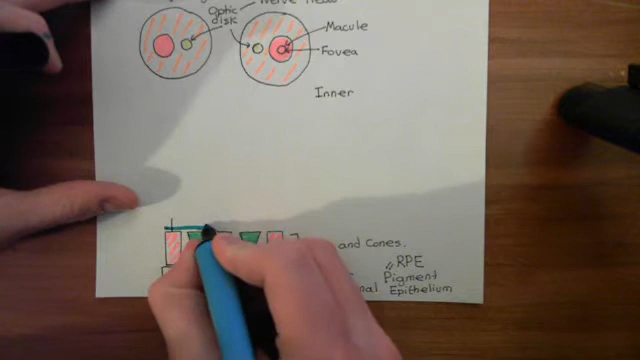 Nerve Head
Optic
disk
Macule
Fovea
Inner
and Cones.
RPE
Pigment
Epithelium